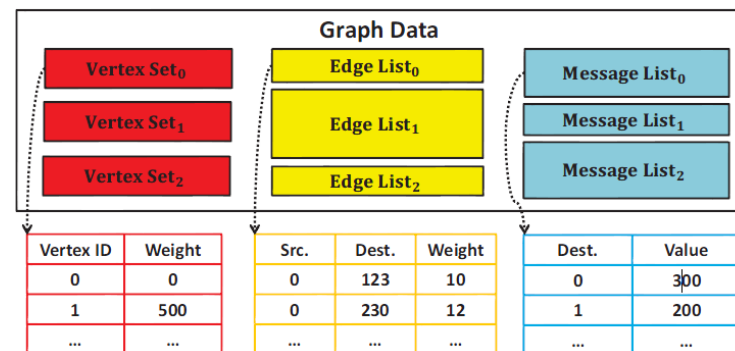 Graph Data
Vertex Set₀ Edge List₀ Message List₀
Vertex Set₁ Edge List₁ Message List₁
Vertex Set₂ Edge List₂ Message List₂
Vertex ID Weight Src. Dest. Weight Dest. Value
0 0 0 123 10 0 300
1 500 0 230 12 1 200
... ... ... ... ... ... ...